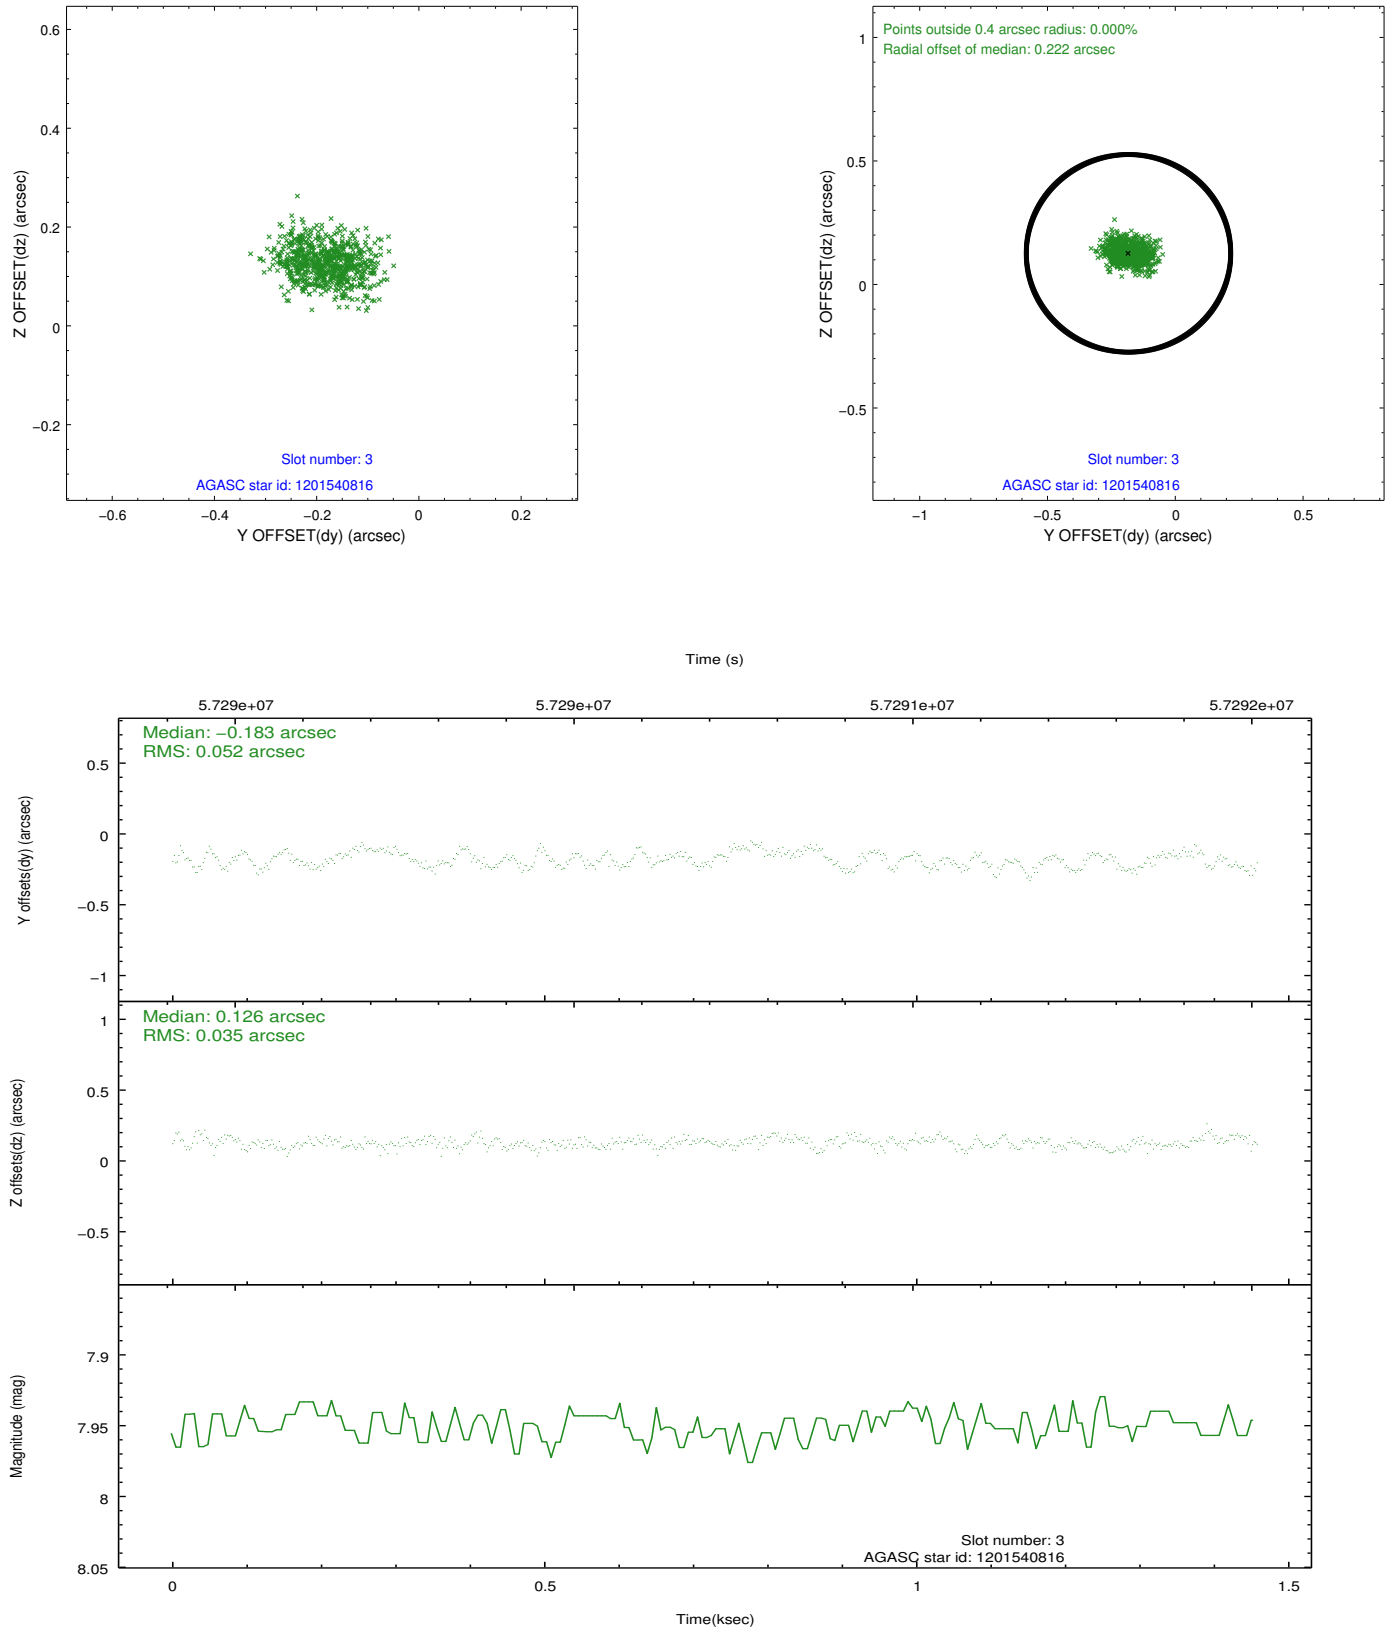 0.6
0.4
0.2
0
−0.2
Z OFFSET(dz) (arcsec)
Slot number: 3
AGASC star id: 1201540816
−0.6 −0.4 −0.2 0 0.2
Y OFFSET(dy) (arcsec)
Points outside 0.4 arcsec radius: 0.000%
Radial offset of median: 0.222 arcsec
1
0.5
0
−0.5
Z OFFSET(dz) (arcsec)
Slot number: 3
AGASC star id: 1201540816
−1 −0.5 0 0.5
Y OFFSET(dy) (arcsec)
Time (s)
5.729e+07 5.729e+07 5.7291e+07 5.7292e+07
Median: −0.183 arcsec
RMS: 0.052 arcsec
0.5
0
−0.5
−1
Y offsets(dy) (arcsec)
Median: 0.126 arcsec
RMS: 0.035 arcsec
1
0.5
0
−0.5
Z offsets(dz) (arcsec)
7.9
7.95
8
8.05
Magnitude (mag)
Slot number: 3
AGASC star id: 1201540816
0 0.5 1 1.5
Time(ksec)